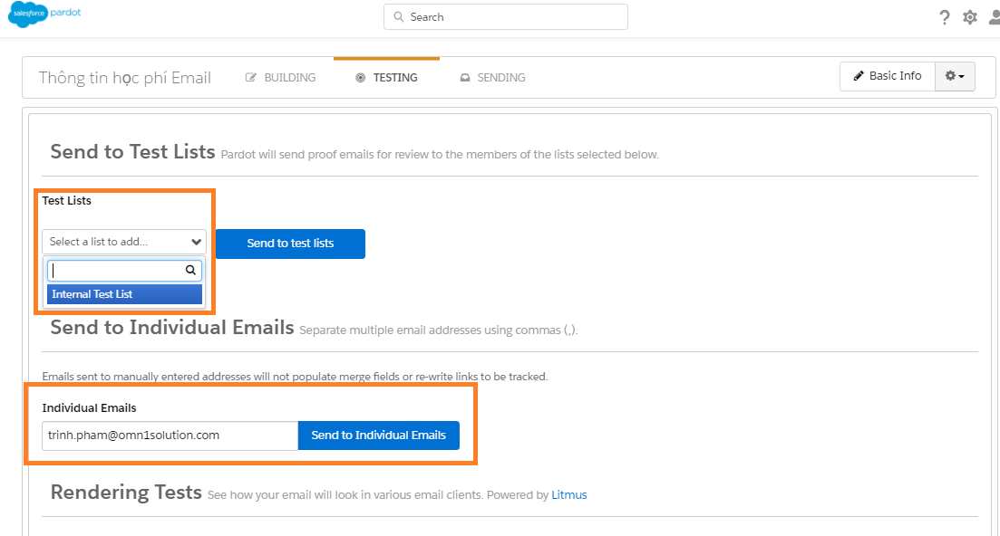 salesforce pardot
Search
Thông tin học phí Email
BUILDING
TESTING
SENDING
Basic Info
Send to Test Lists Pardot will send proof emails for review to the members of the lists selected below.
Test Lists
Select a list to add...
Send to test lists
Internal Test List
Send to Individual Emails Separate multiple email addresses using commas (,).
Emails sent to manually entered addresses will not populate merge fields or re-write links to be tracked.
Individual Emails
trinh.pham@omn1solution.com
Send to Individual Emails
Rendering Tests See how your email will look in various email clients. Powered by Litmus